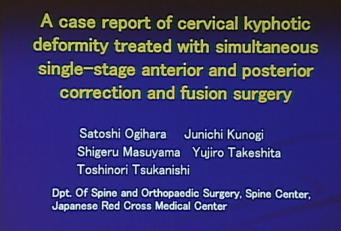 A case report of cervical kyphotic
deformity treated with simultaneous
single-stage anterior and posterior
correction and fusion surgery
Satoshi Ogihara Junichi Kunogi
Shigeru Masuyama Yujiro Takeshita
Toshinori Tsukanishi
Dpt. Of Spine and Orthopaedic Surgery, Spine Center,
Japanese Red Cross Medical Center